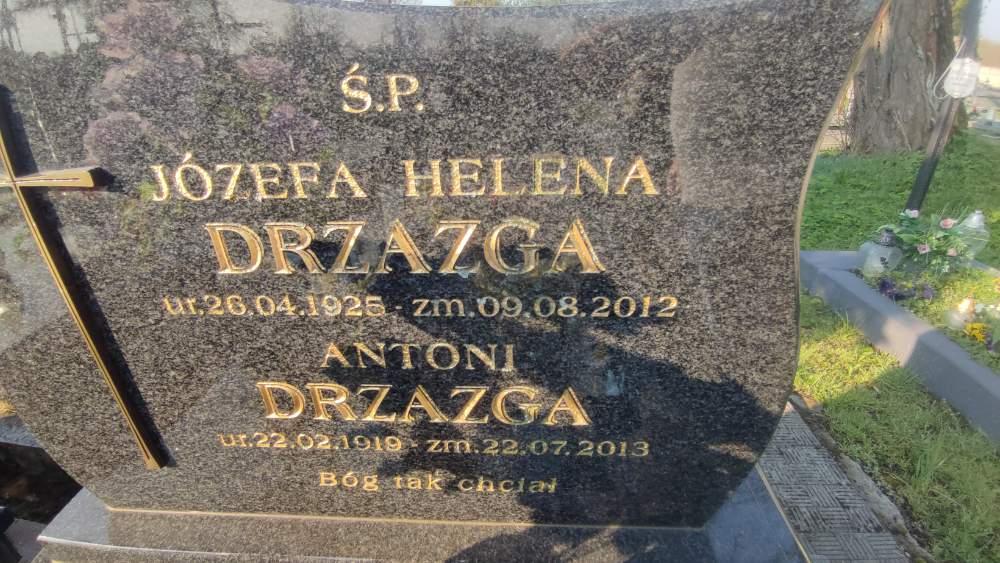 Ś.P.
JÓZEFA HELENA
DRZAZGA
ur.26.04.1925 - zm.09.08.2012
ANTONI
DRZAZGA
ur.22.02.1919 - zm.22.07.2013
Bóg tak chciał